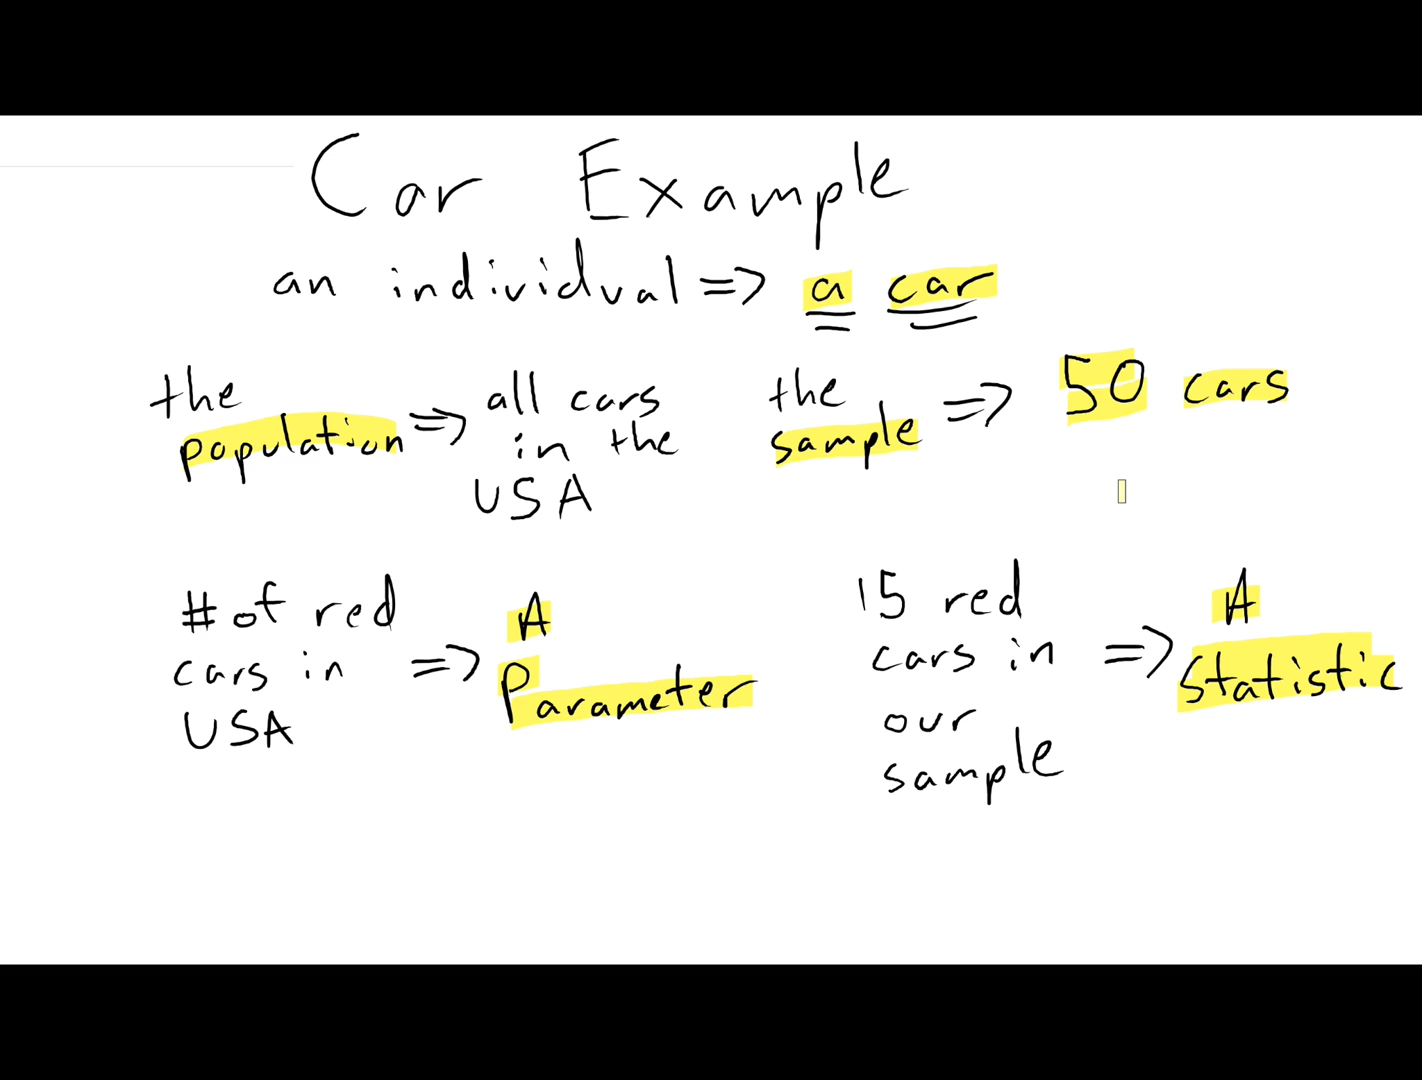 Car Example
an individual => a car
the population => all cars in the USA
the sample => 50 cars
# of red cars in USA => A Parameter
15 red cars in our sample => A Statistic